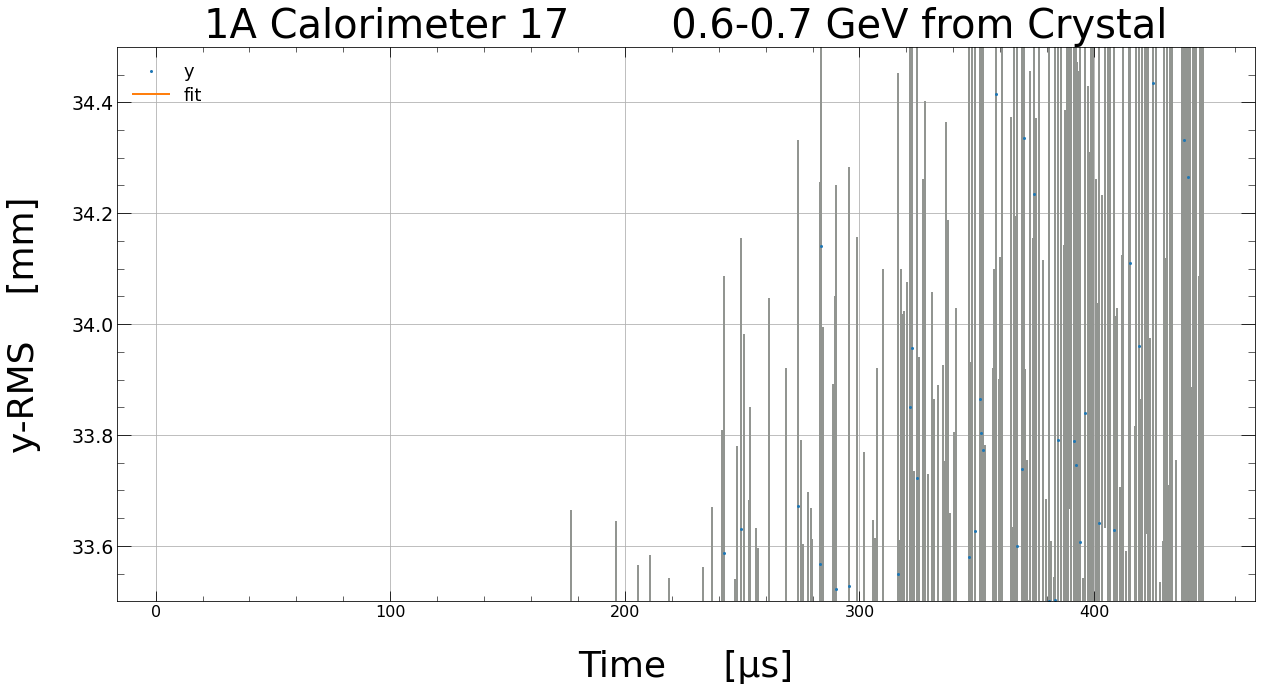 1A Calorimeter 17 0.6-0.7 GeV from Crystal
y
fit
34.4
34.2
34.0
33.8
33.6
y-RMS [mm]
0 100 200 300 400
Time [µs]